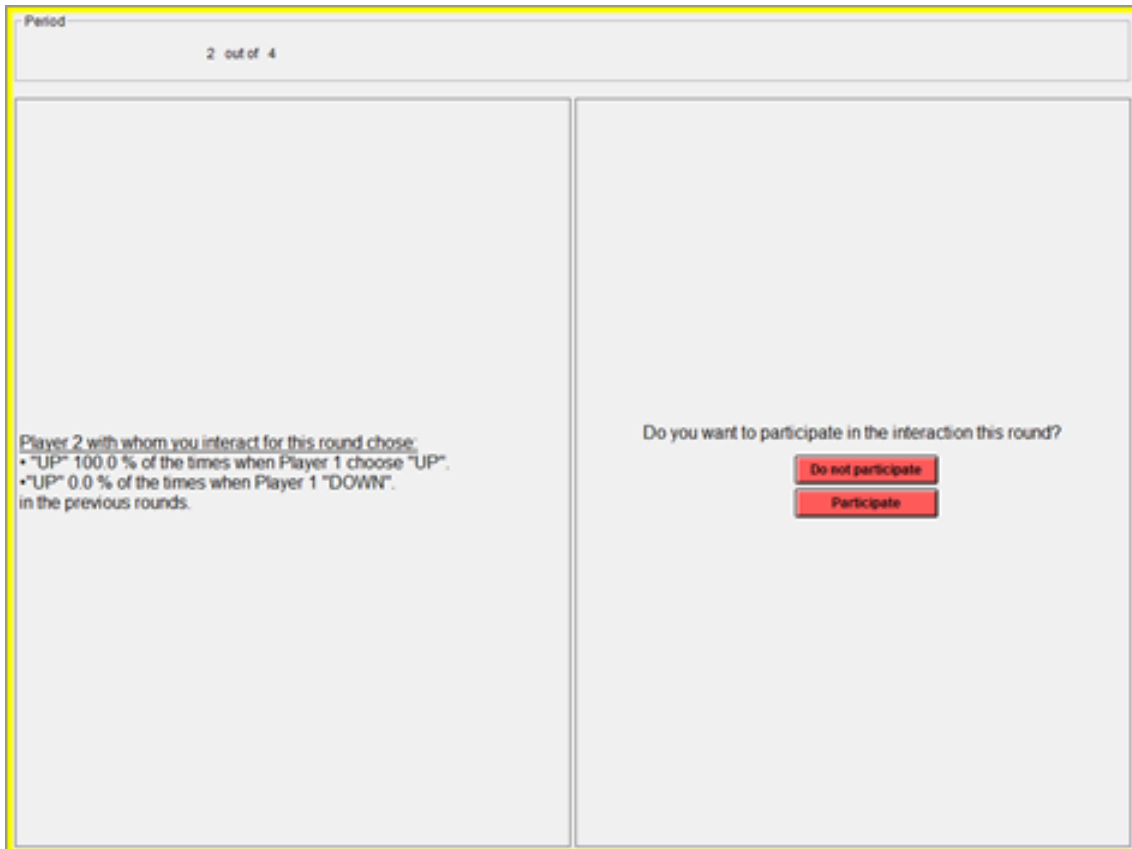 Period
2 out of 4
Player 2 with whom you interact for this round chose:
• "UP" 100.0 % of the times when Player 1 choose "UP".
•"UP" 0.0 % of the times when Player 1 "DOWN".
in the previous rounds.
Do you want to participate in the interaction this round?
Do not participate
Participate